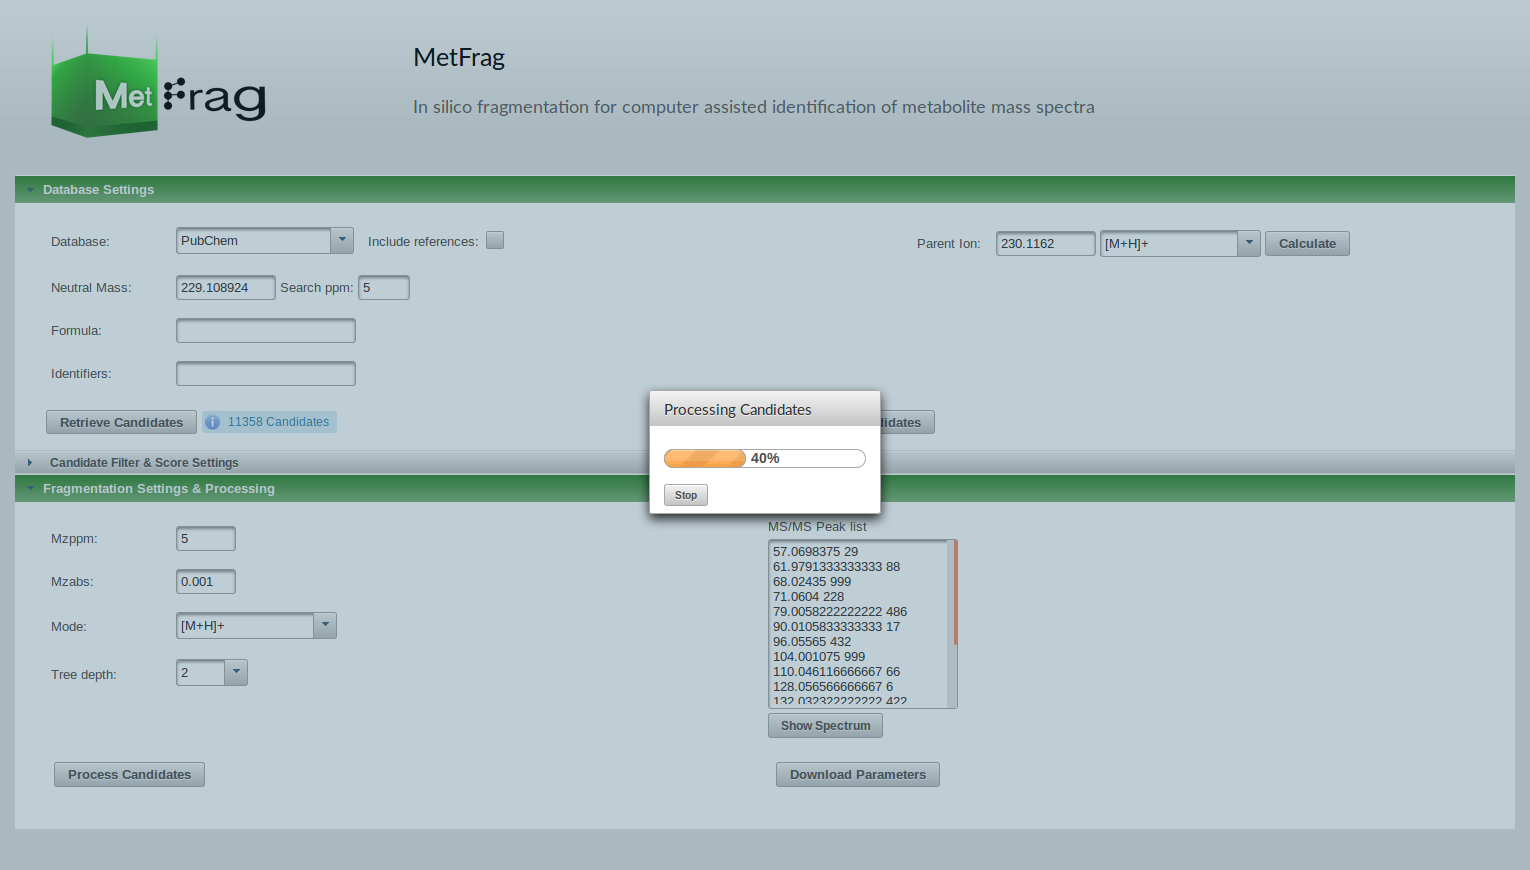 Met Frag
MetFrag
In silico fragmentation for computer assisted identification of metabolite mass spectra
Database Settings
Database: PubChem Include references: Parent Ion: 230.1162 [M+H]+ Calculate
Neutral Mass: 229.108924 Search ppm: 5
Formula:
Identifiers:
Retrieve Candidates 11358 Candidates
Processing Candidates
40%
Stop
Candidate Filter & Score Settings
Fragmentation Settings & Processing
Mzppm: 5
Mzabs: 0.001
Mode: [M+H]+
Tree depth: 2
MS/MS Peak list
57.0698375 29
61.9791333333333 88
68.02435 999
71.0604 228
79.0058222222222 486
90.0105833333333 17
96.05565 432
104.001075 999
110.046116666667 66
128.056566666667 6
132.032322222222 422
Show Spectrum
Process Candidates Download Parameters